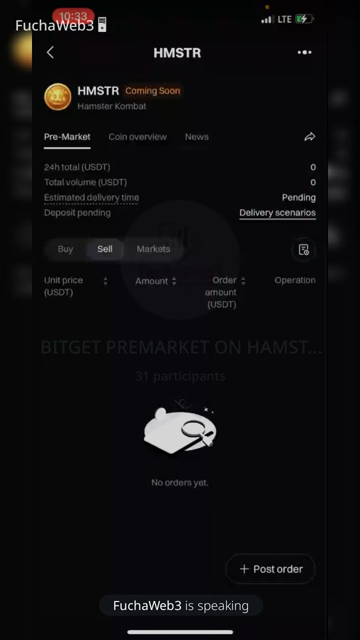 10:33
FuchaWeb3
LTE
HMSTR
HMSTR Coming Soon
Hamster Kombat
Pre-Market Coin overview News
24h total (USDT) 0
Total volume (USDT) 0
Estimated delivery time Pending
Deposit pending Delivery scenarios
Buy Sell Markets
Unit price (USDT) Amount Order amount (USDT) Operation
BITGET PREMARKET ON HAMST...
31 participants
No orders yet.
+ Post order
FuchaWeb3 is speaking